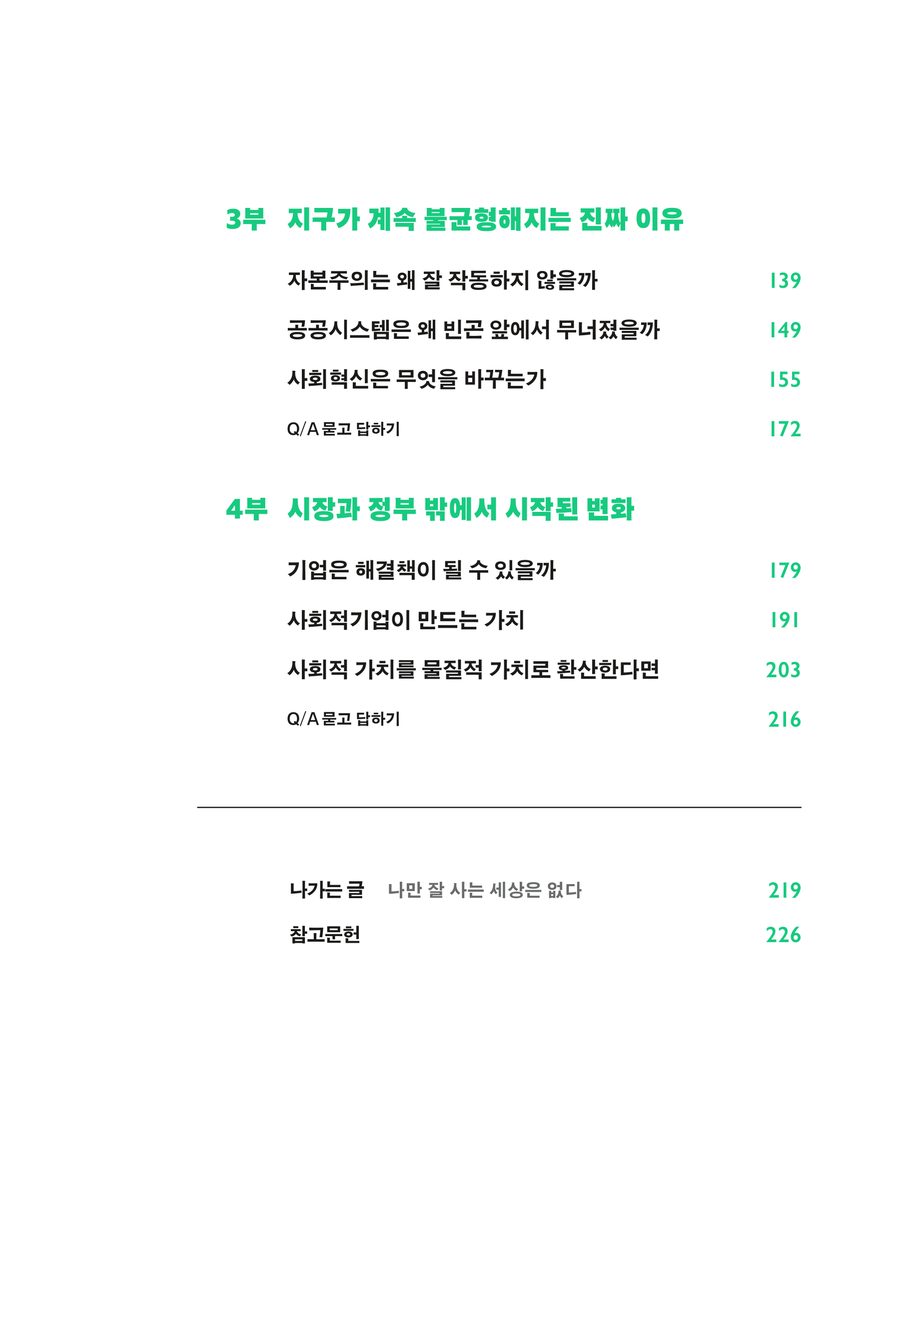 3부 지구가 계속 불균형해지는 진짜 이유
자본주의는 왜 잘 작동하지 않을까 139
공공시스템은 왜 빈곤 앞에서 무너졌을까 149
사회혁신은 무엇을 바꾸는가 155
Q/A 묻고 답하기 172
4부 시장과 정부 밖에서 시작된 변화
기업은 해결책이 될 수 있을까 179
사회적기업이 만드는 가치 191
사회적 가치를 물질적 가치로 환산한다면 203
Q/A 묻고 답하기 216
나가는 글 나만 잘 사는 세상은 없다 219
참고문헌 226